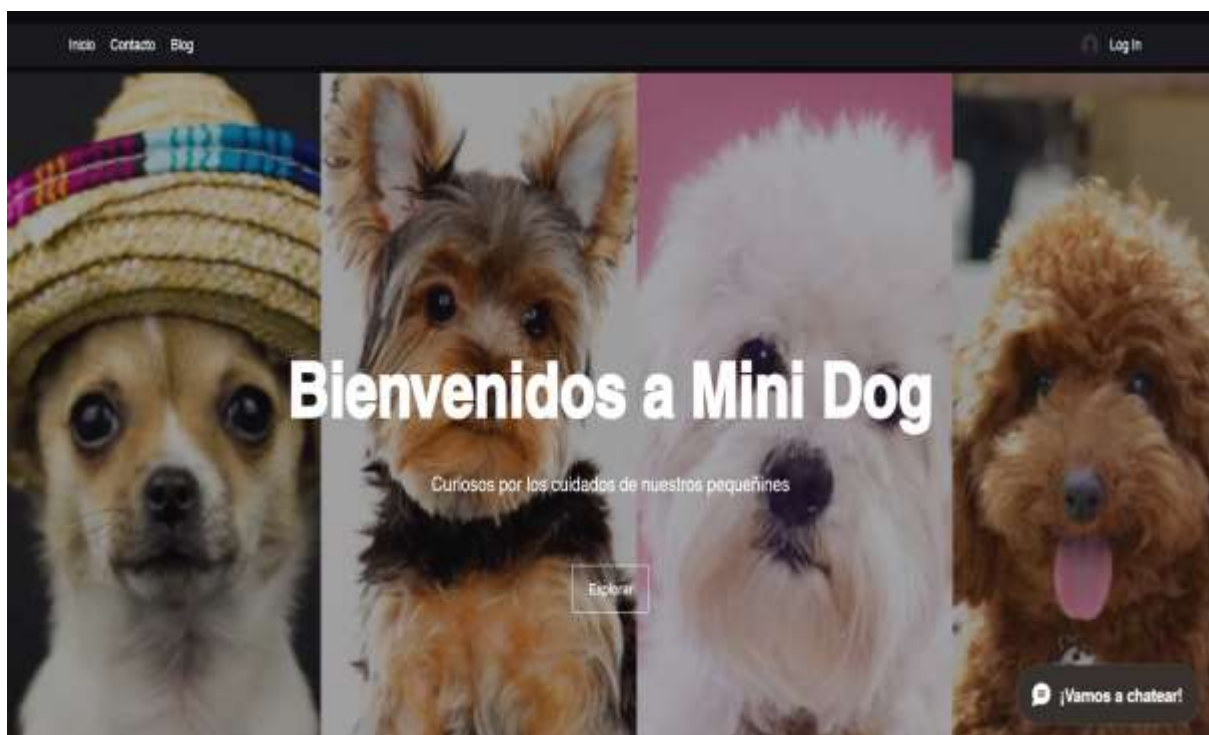 Inicio Contacto Blog
Log In
Bienvenidos a Mini Dog
Curiosos por los cuidados de nuestros pequeñines
Explorar
¡Vamos a chatear!